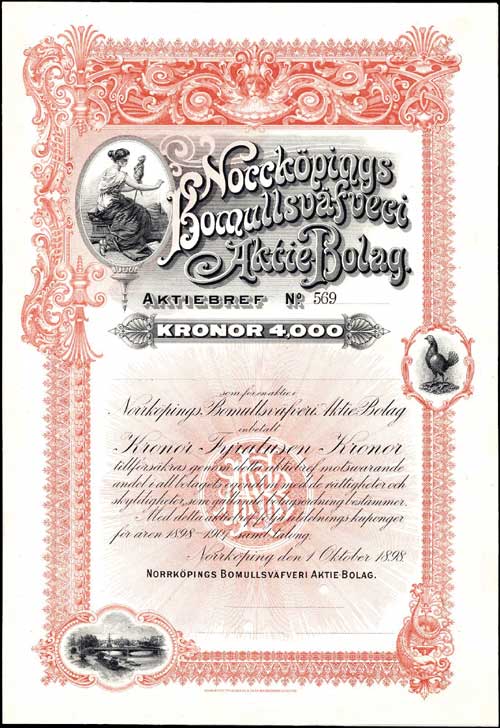 Norrköpings
Bomullsväfveri
Aktie Bolag.
AKTIEBREF No 569
KRONOR 4,000
som för en aktie i
Norrköpings Bomullsväfveri Aktie Bolag
inbetalt
Kronor Fyratusen Kronor
tillförsäkras genom detta aktiebref motsvarande
andel i all bolagets egendom med de rättigheter och
skyldigheter, som gällande bolagsordning bestämmer.
Med detta aktiebref följa utdelnings kuponger
för åren 1898-1907 samt talong.
Norrköping den 1 Oktober 1898.
NORRKÖPINGS BOMULLSVÄFVERI AKTIE-BOLAG.